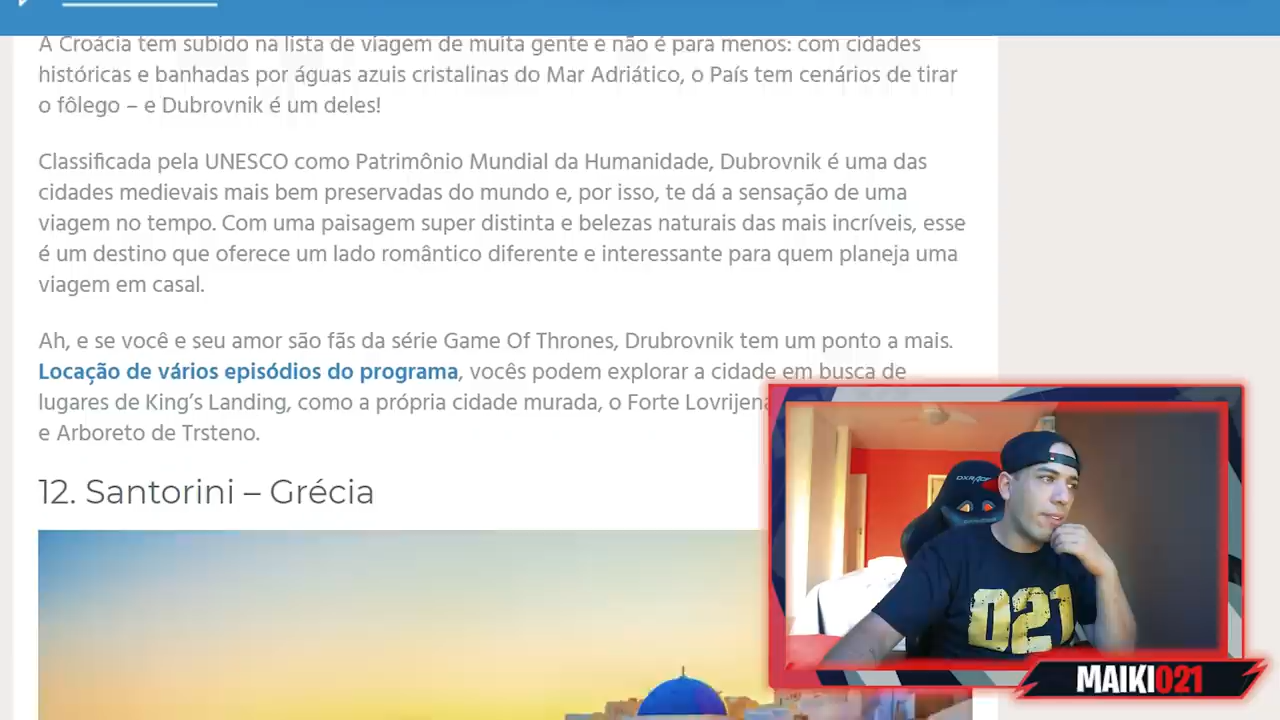 A Croácia tem subido na lista de viagem de muita gente e não é para menos: com cidades
históricas e banhadas por águas azuis cristalinas do Mar Adriático, o País tem cenários de tirar
o fôlego – e Dubrovnik é um deles!
Classificada pela UNESCO como Patrimônio Mundial da Humanidade, Dubrovnik é uma das
cidades medievais mais bem preservadas do mundo e, por isso, te dá a sensação de uma
viagem no tempo. Com uma paisagem super distinta e belezas naturais das mais incríveis, esse
é um destino que oferece um lado romântico diferente e interessante para quem planeja uma
viagem em casal.
Ah, e se você e seu amor são fãs da série Game Of Thrones, Drubrovnik tem um ponto a mais.
Locação de vários episódios do programa, vocês podem explorar a cidade em busca de
lugares de King’s Landing, como a própria cidade murada, o Forte Lovrijena
e Arboreto de Trsteno.
12. Santorini – Grécia
DXRACER
021
MAIKI021